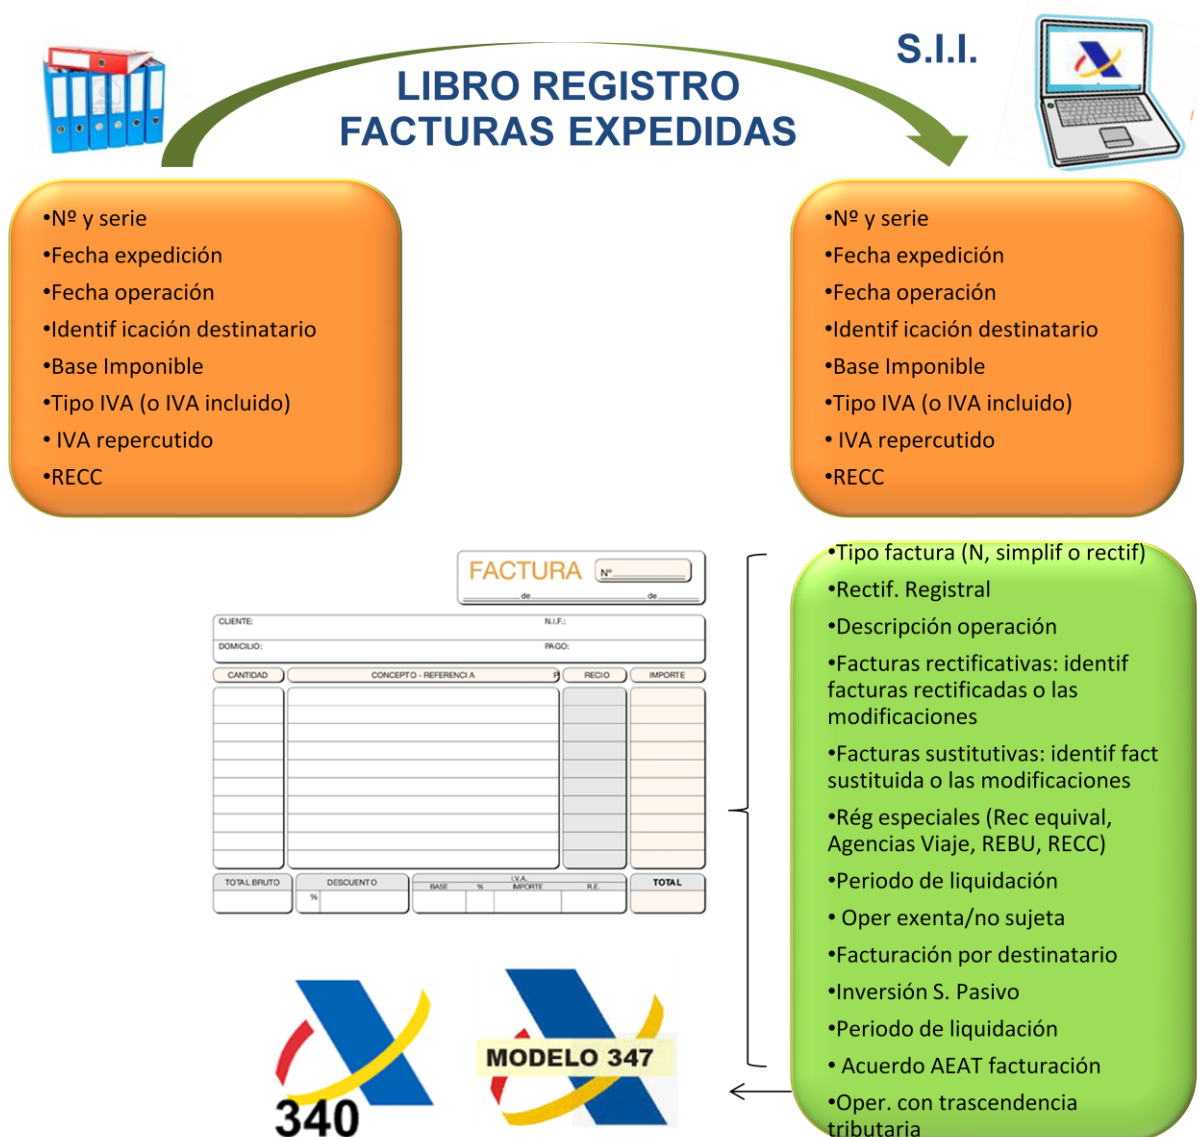 S.I.I.
LIBRO REGISTRO
FACTURAS EXPEDIDAS
•Nº y serie
•Fecha expedición
•Fecha operación
•Identif icación destinatario
•Base Imponible
•Tipo IVA (o IVA incluido)
• IVA repercutido
•RECC
•Nº y serie
•Fecha expedición
•Fecha operación
•Identif icación destinatario
•Base Imponible
•Tipo IVA (o IVA incluido)
• IVA repercutido
•RECC
FACTURA Nº
de de
CLIENTE: N.I.F.:
DOMICILIO: PAGO:
CANTIDAD CONCEPTO - REFERENCIA P RECIO IMPORTE
TOTAL BRUTO DESCUENTO I.V.A. TOTAL
% BASE % IMPORTE R.E.
•Tipo factura (N, simplif o rectif)
•Rectif. Registral
•Descripción operación
•Facturas rectificativas: identif
facturas rectificadas o las
modificaciones
•Facturas sustitutivas: identif fact
sustituida o las modificaciones
•Rég especiales (Rec equival,
Agencias Viaje, REBU, RECC)
•Periodo de liquidación
• Oper exenta/no sujeta
•Facturación por destinatario
•Inversión S. Pasivo
•Periodo de liquidación
• Acuerdo AEAT facturación
•Oper. con trascendencia
tributaria
340
MODELO 347